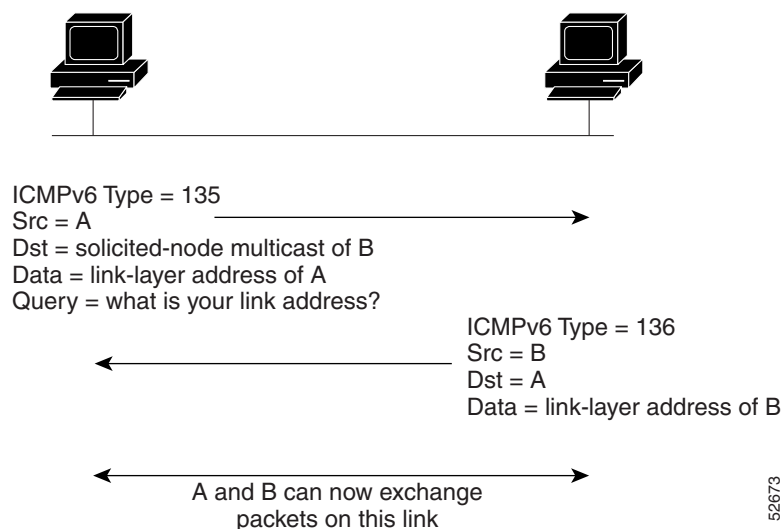 ICMPv6 Type = 135
Src = A
Dst = solicited-node multicast of B
Data = link-layer address of A
Query = what is your link address?
ICMPv6 Type = 136
Src = B
Dst = A
Data = link-layer address of B
A and B can now exchange
packets on this link
52673